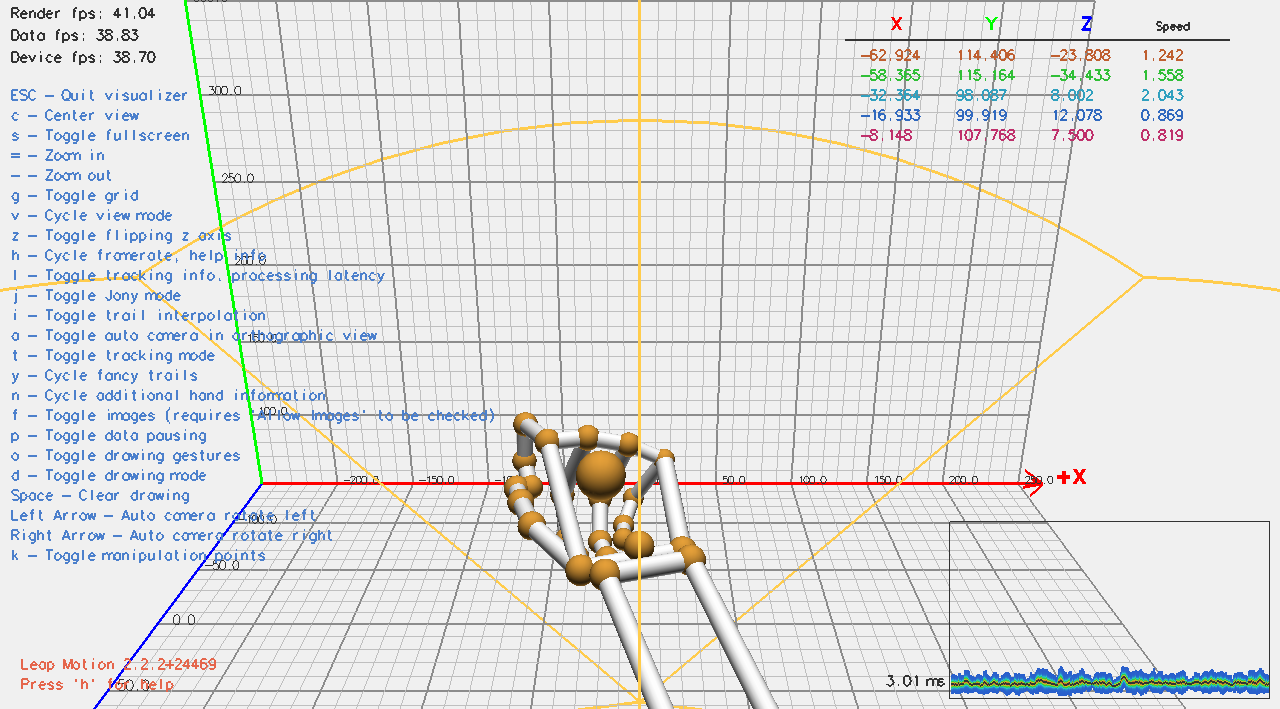 Render fps: 41.04
Data fps: 38.83
Device fps: 38.70
X Y Z Speed
-62.924 114.406 -23.808 1.242
-58.365 115.164 -34.433 1.558
-32.364 98.087 8.002 2.043
-16.933 99.919 12.078 0.869
-8.148 107.768 7.500 0.819
ESC - Quit visualizer
c - Center view
s - Toggle fullscreen
= - Zoom in
- - Zoom out
g - Toggle grid
v - Cycle view mode
z - Toggle flipping z axis
h - Cycle framerate, help info
l - Toggle tracking info, processing latency
j - Toggle Jony mode
i - Toggle trail interpolation
a - Toggle auto camera in orthographic view
t - Toggle tracking mode
y - Cycle fancy trails
n - Cycle additional hand information
f - Toggle images (requires 'Allow Images' to be checked)
p - Toggle data pausing
o - Toggle drawing gestures
d - Toggle drawing mode
Space - Clear drawing
Left Arrow - Auto camera rotate left
Right Arrow - Auto camera rotate right
k - Toggle manipulation points
300.0
250.0
200.0
150.0
100.0
-200.0 -150.0 50.0 100.0 150.0 200.0 250.0
+X
-100.0
-50.0
0.0
50.0
Leap Motion 2.2.2+24469
Press 'h' for help
3.01 ms